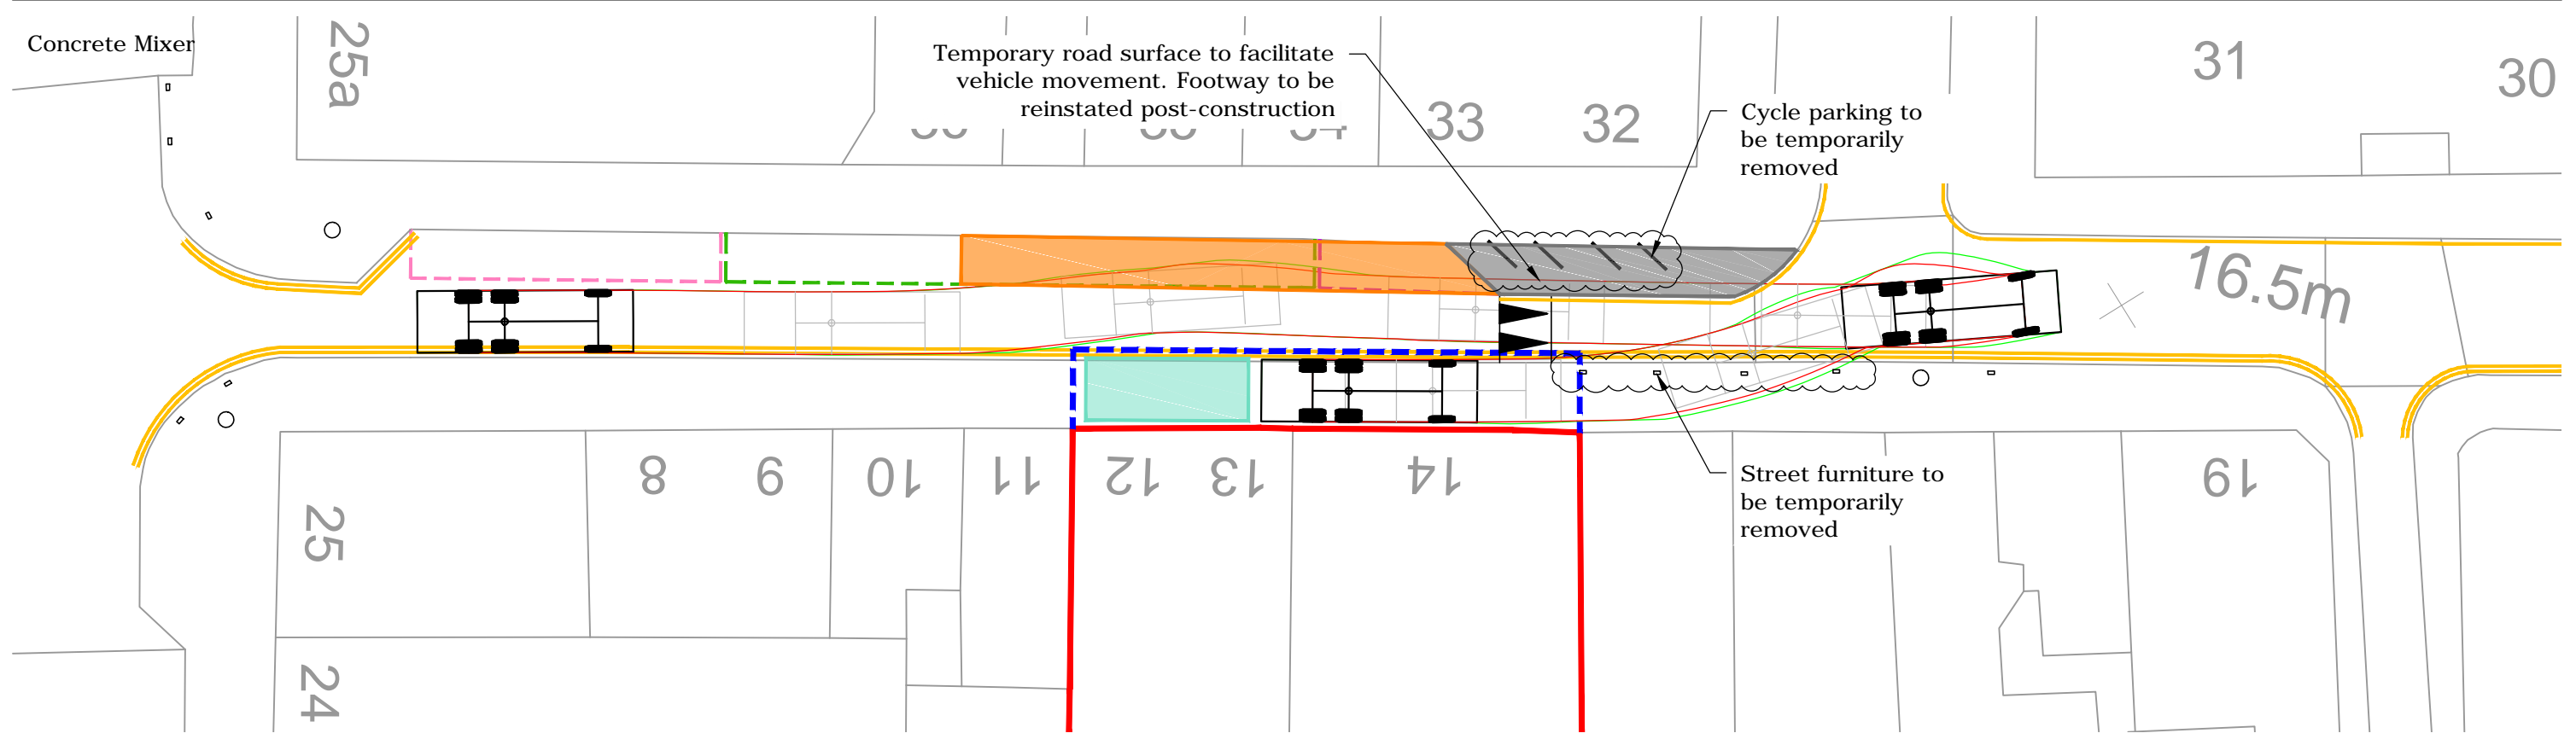 Concrete Mixer
25a
Temporary road surface to facilitate
vehicle movement. Footway to be
reinstated post-construction
33
32
Cycle parking to
be temporarily
removed
31
30
16.5m
8
9
10
11
12
13
14
19
25
24
Street furniture to
be temporarily
removed